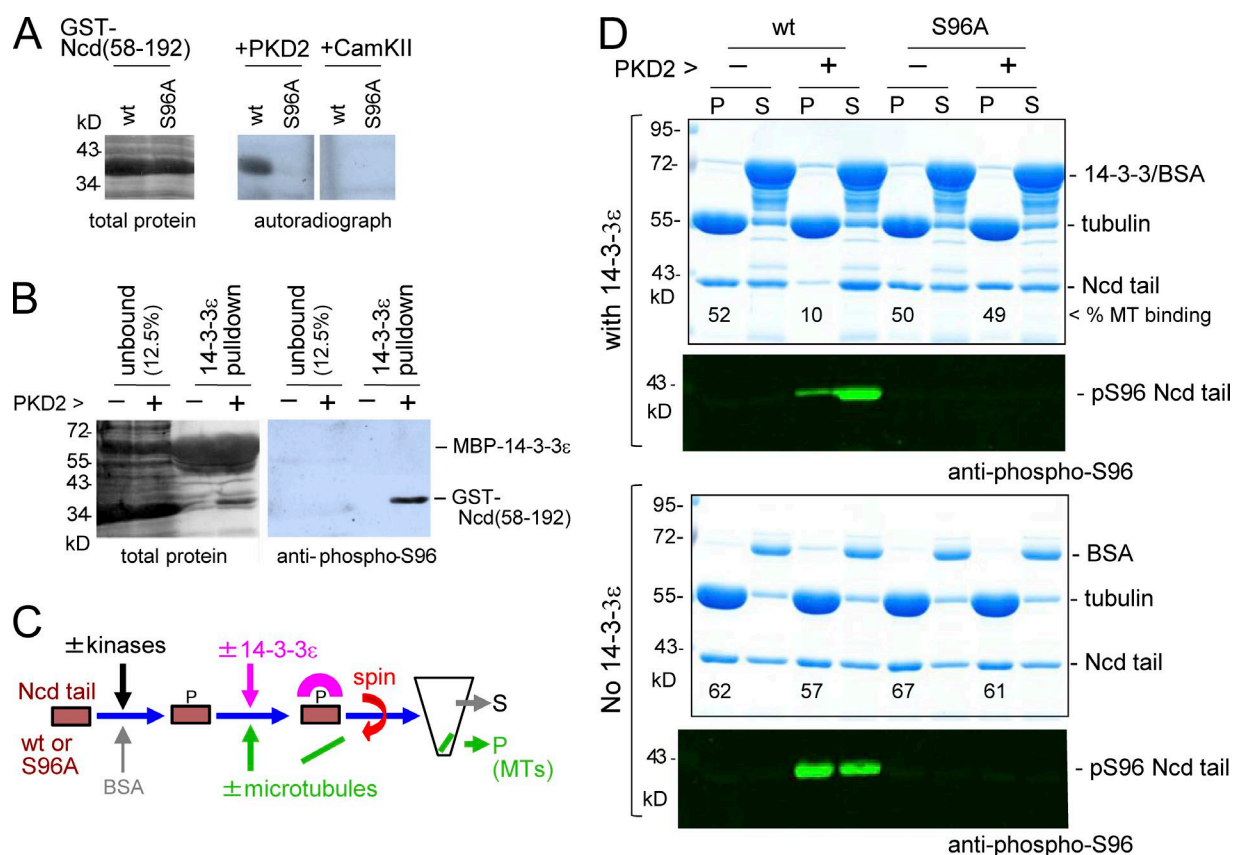 A
GST-
Ncd(58-192)
+PKD2 +CamKII
wt S96A wt S96A wt S96A
kD
43-
34-
total protein autoradiograph
B
unbound (12.5%) 14-3-3ε pulldown unbound (12.5%) 14-3-3ε pulldown
PKD2 > − + − + − + − +
72-
55-
43-
34-
kD
– MBP-14-3-3ε
– GST-
Ncd(58-192)
total protein anti-phospho-S96
C
±kinases ±14-3-3ε
Ncd tail P P spin
S
wt or
S96A
P
(MTs)
BSA ±microtubules
D
wt S96A
PKD2 > − + − +
P S P S P S P S
with 14-3-3ε
95-
72-
55-
43-
kD
- 14-3-3/BSA
- tubulin
- Ncd tail
52 10 50 49 < % MT binding
43 -
kD
- pS96 Ncd tail
anti-phospho-S96
No 14-3-3ε
95-
72-
55-
43-
kD
- BSA
- tubulin
- Ncd tail
62 57 67 61
43 -
kD
- pS96 Ncd tail
anti-phospho-S96